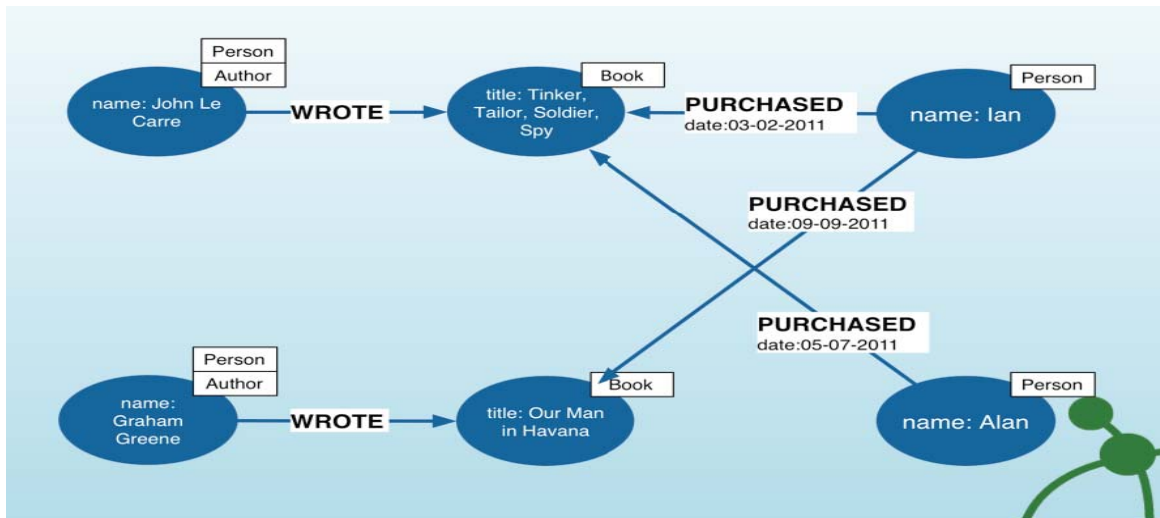 Person
Author
name: John Le
Carre
WROTE
Book
title: Tinker,
Tailor, Soldier,
Spy
PURCHASED
date:03-02-2011
Person
name: Ian
PURCHASED
date:09-09-2011
PURCHASED
date:05-07-2011
Person
Author
name:
Graham
Greene
WROTE
Book
title: Our Man
in Havana
Person
name: Alan